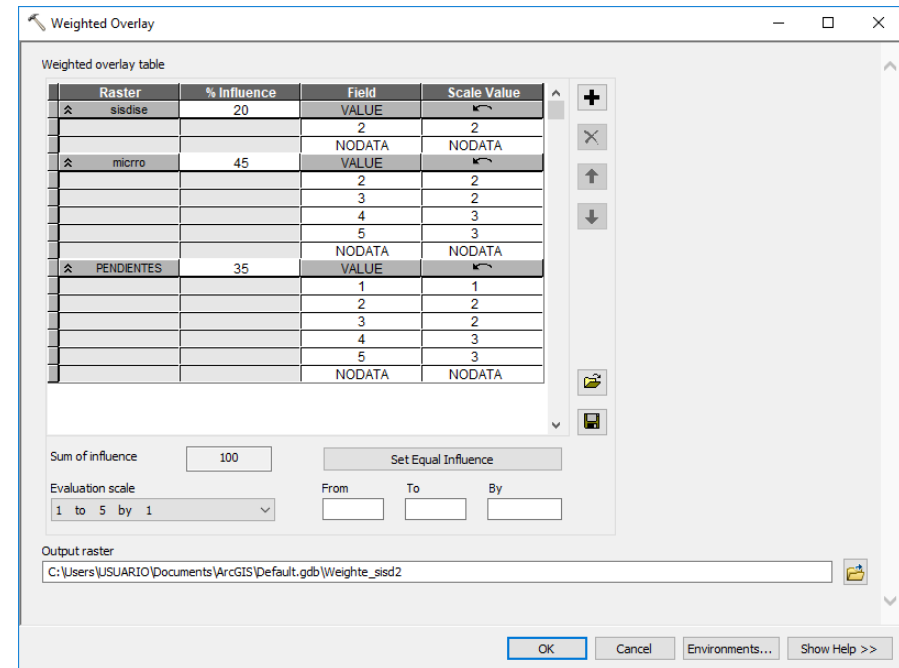 Weighted Overlay
Weighted overlay table
Raster % Influence Field Scale Value
sisdise 20 VALUE
2 2
NODATA NODATA
micrro 45 VALUE
2 2
3 2
4 3
5 3
NODATA NODATA
PENDIENTES 35 VALUE
1 1
2 2
3 2
4 3
5 3
NODATA NODATA
Sum of influence 100 Set Equal Influence
Evaluation scale From To By
1 to 5 by 1
Output raster
C:\Users\USUARIO\Documents\ArcGIS\Default.gdb\Weighte_sisd2
OK Cancel Environments... Show Help >>